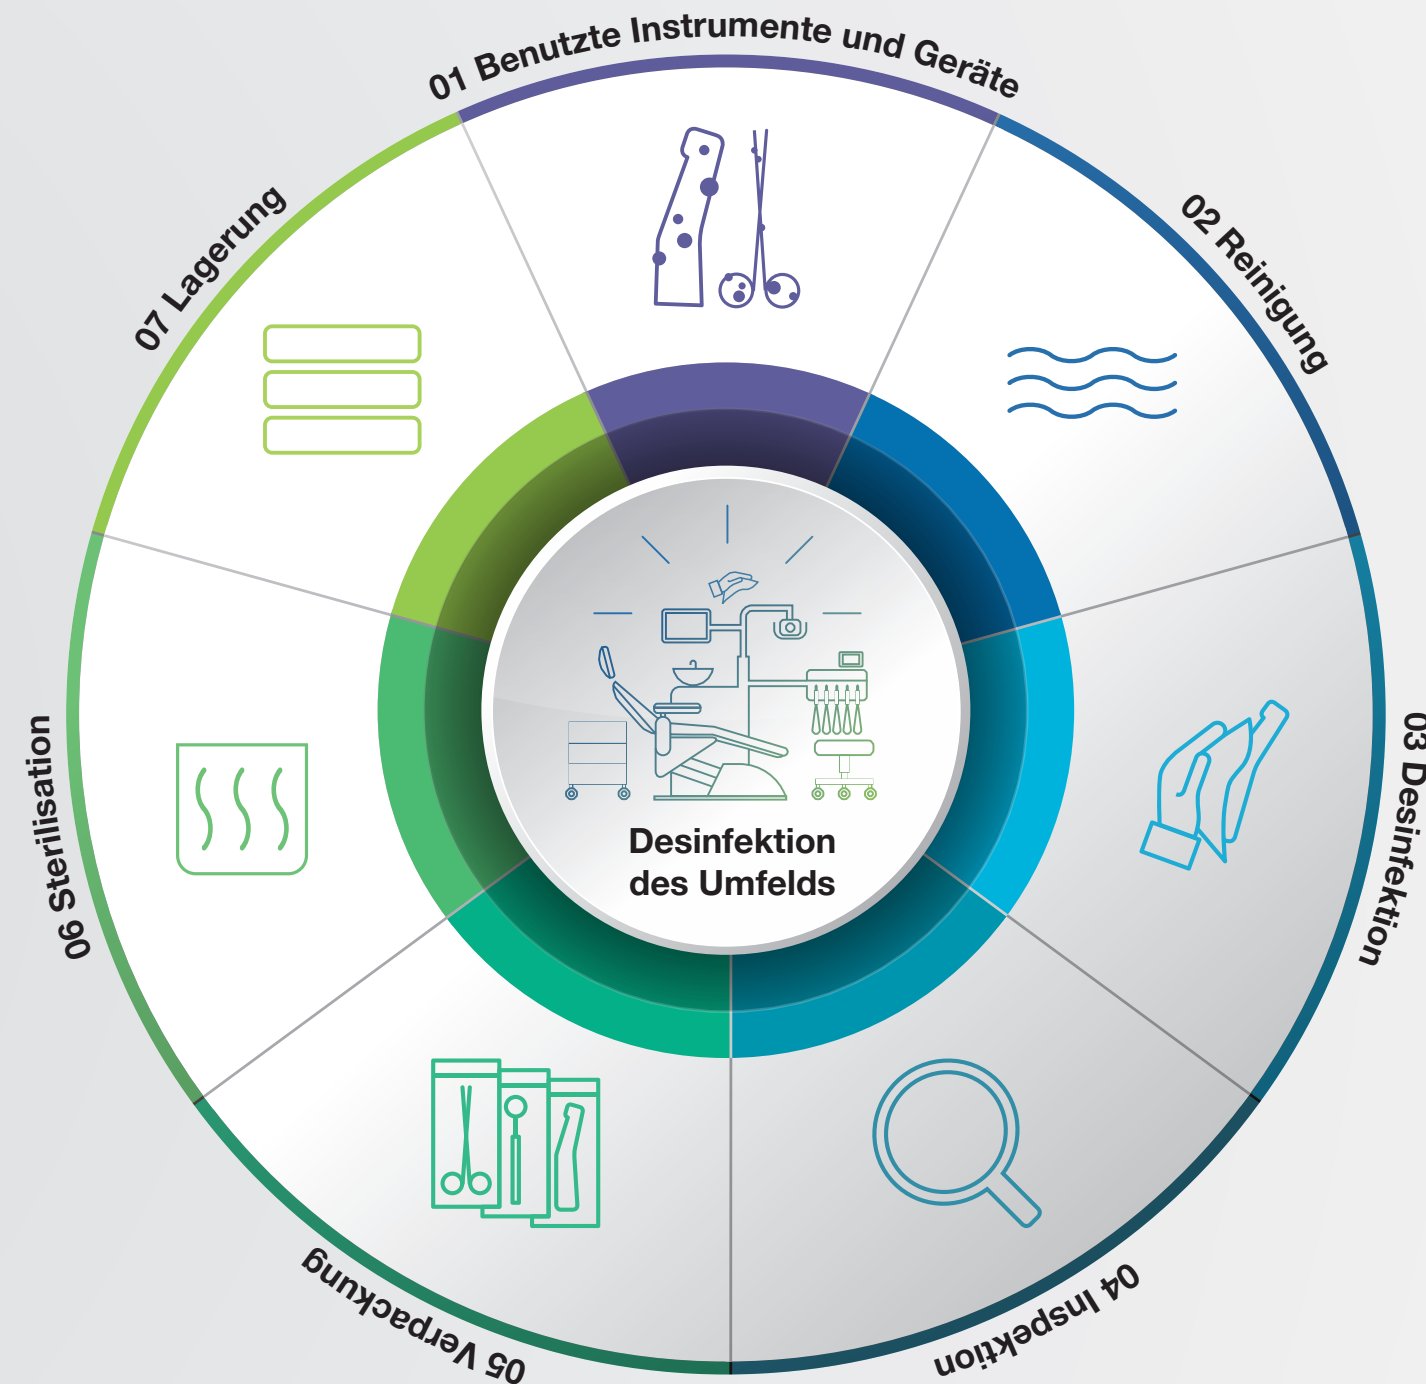 01 Benutzte Instrumente und Geräte
02 Reinigung
03 Desinfektion
04 Inspektion
05 Verpackung
06 Sterilisation
07 Lagerung
Desinfektion
des Umfelds